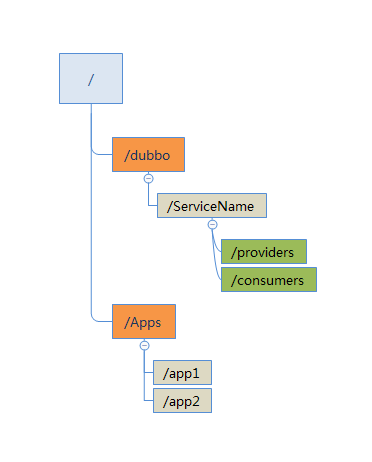 /
/dubbo
/ServiceName
/providers
/consumers
/Apps
/app1
/app2